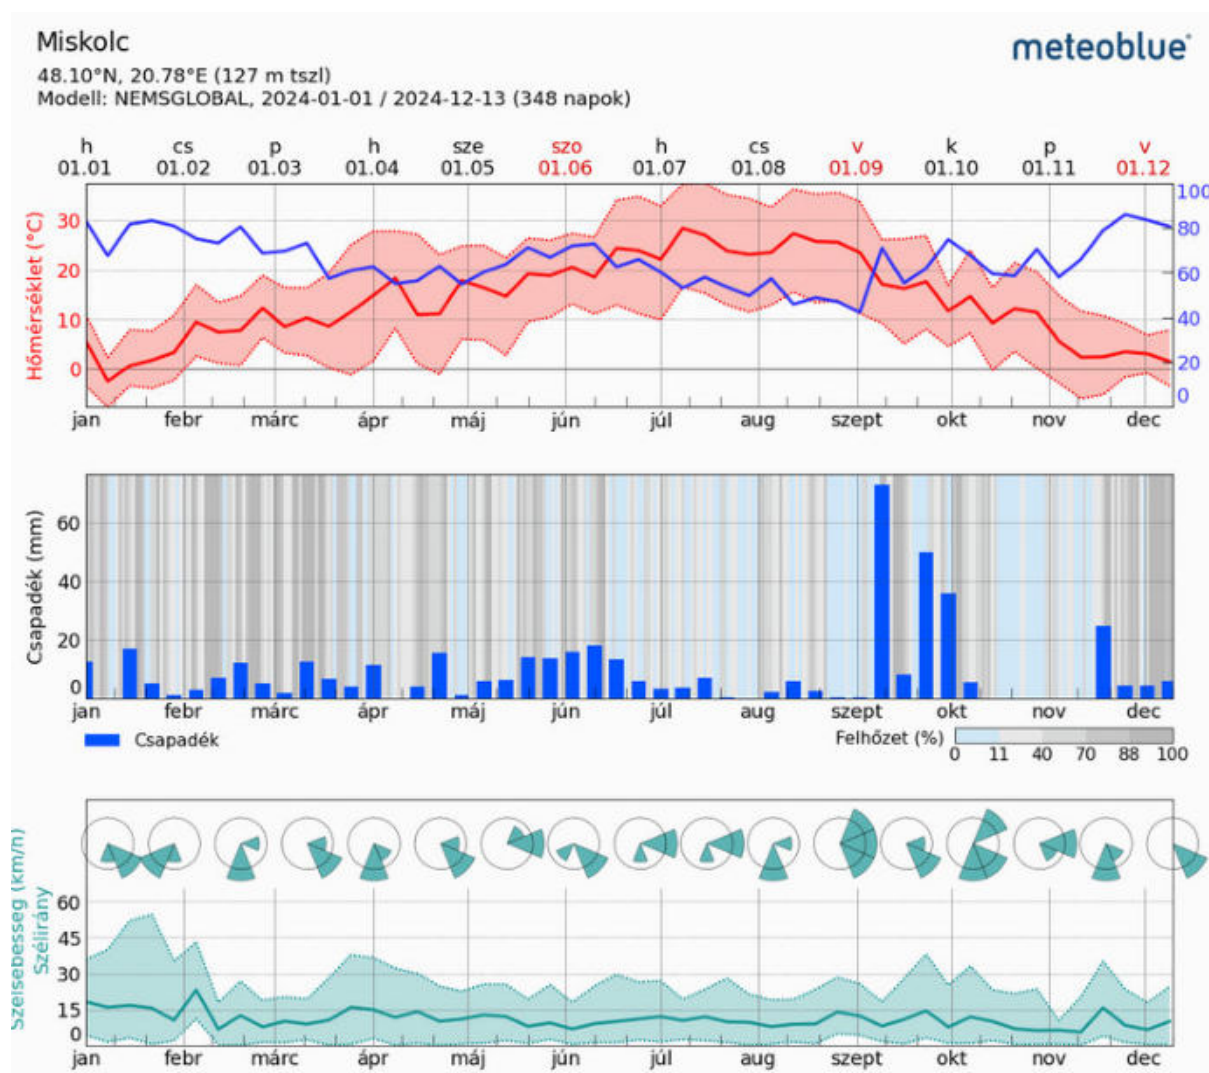 Miskolc
meteoblue
48.10°N, 20.78°E (127 m tszl)
Modell: NEMSGLOBAL, 2024-01-01 / 2024-12-13 (348 napok)
h cs p h sze szo h cs v k p v
01.01 01.02 01.03 01.04 01.05 01.06 01.07 01.08 01.09 01.10 01.11 01.12
Hőmérséklet (°C)
30
20
10
0
100
80
60
40
20
0
jan febr márc ápr máj jún júl aug szept okt nov dec
Csapadék (mm)
60
40
20
0
jan febr márc ápr máj jún júl aug szept okt nov dec
Csapadék
Felhőzet (%)
0 11 40 70 88 100
Szélsebesség (km/h)
Szélirány
60
45
30
15
0
jan febr márc ápr máj jún júl aug szept okt nov dec